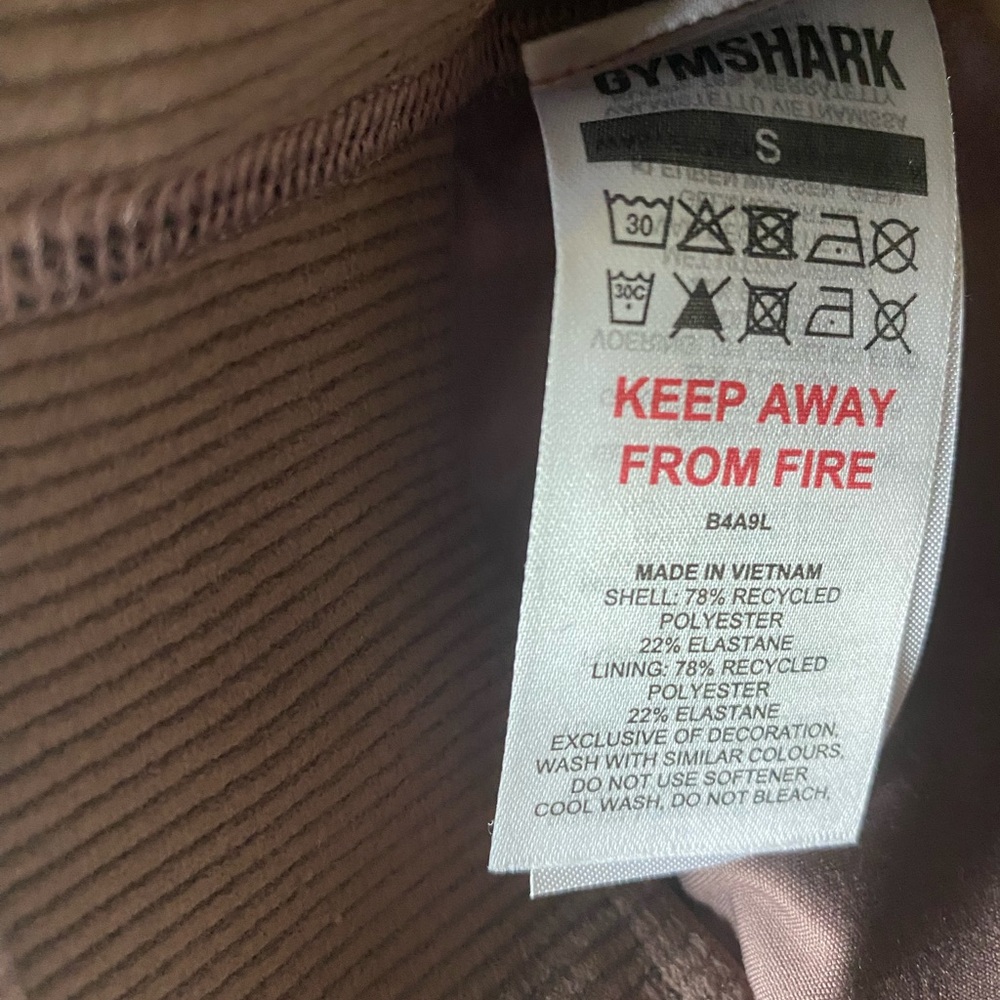 GYMSHARK
S
30
30C
KEEP AWAY
FROM FIRE
B4A9L
MADE IN VIETNAM
SHELL: 78% RECYCLED
POLYESTER
22% ELASTANE
LINING: 78% RECYCLED
POLYESTER
22% ELASTANE
EXCLUSIVE OF DECORATION.
WASH WITH SIMILAR COLOURS,
DO NOT USE SOFTENER
COOL WASH, DO NOT BLEACH,